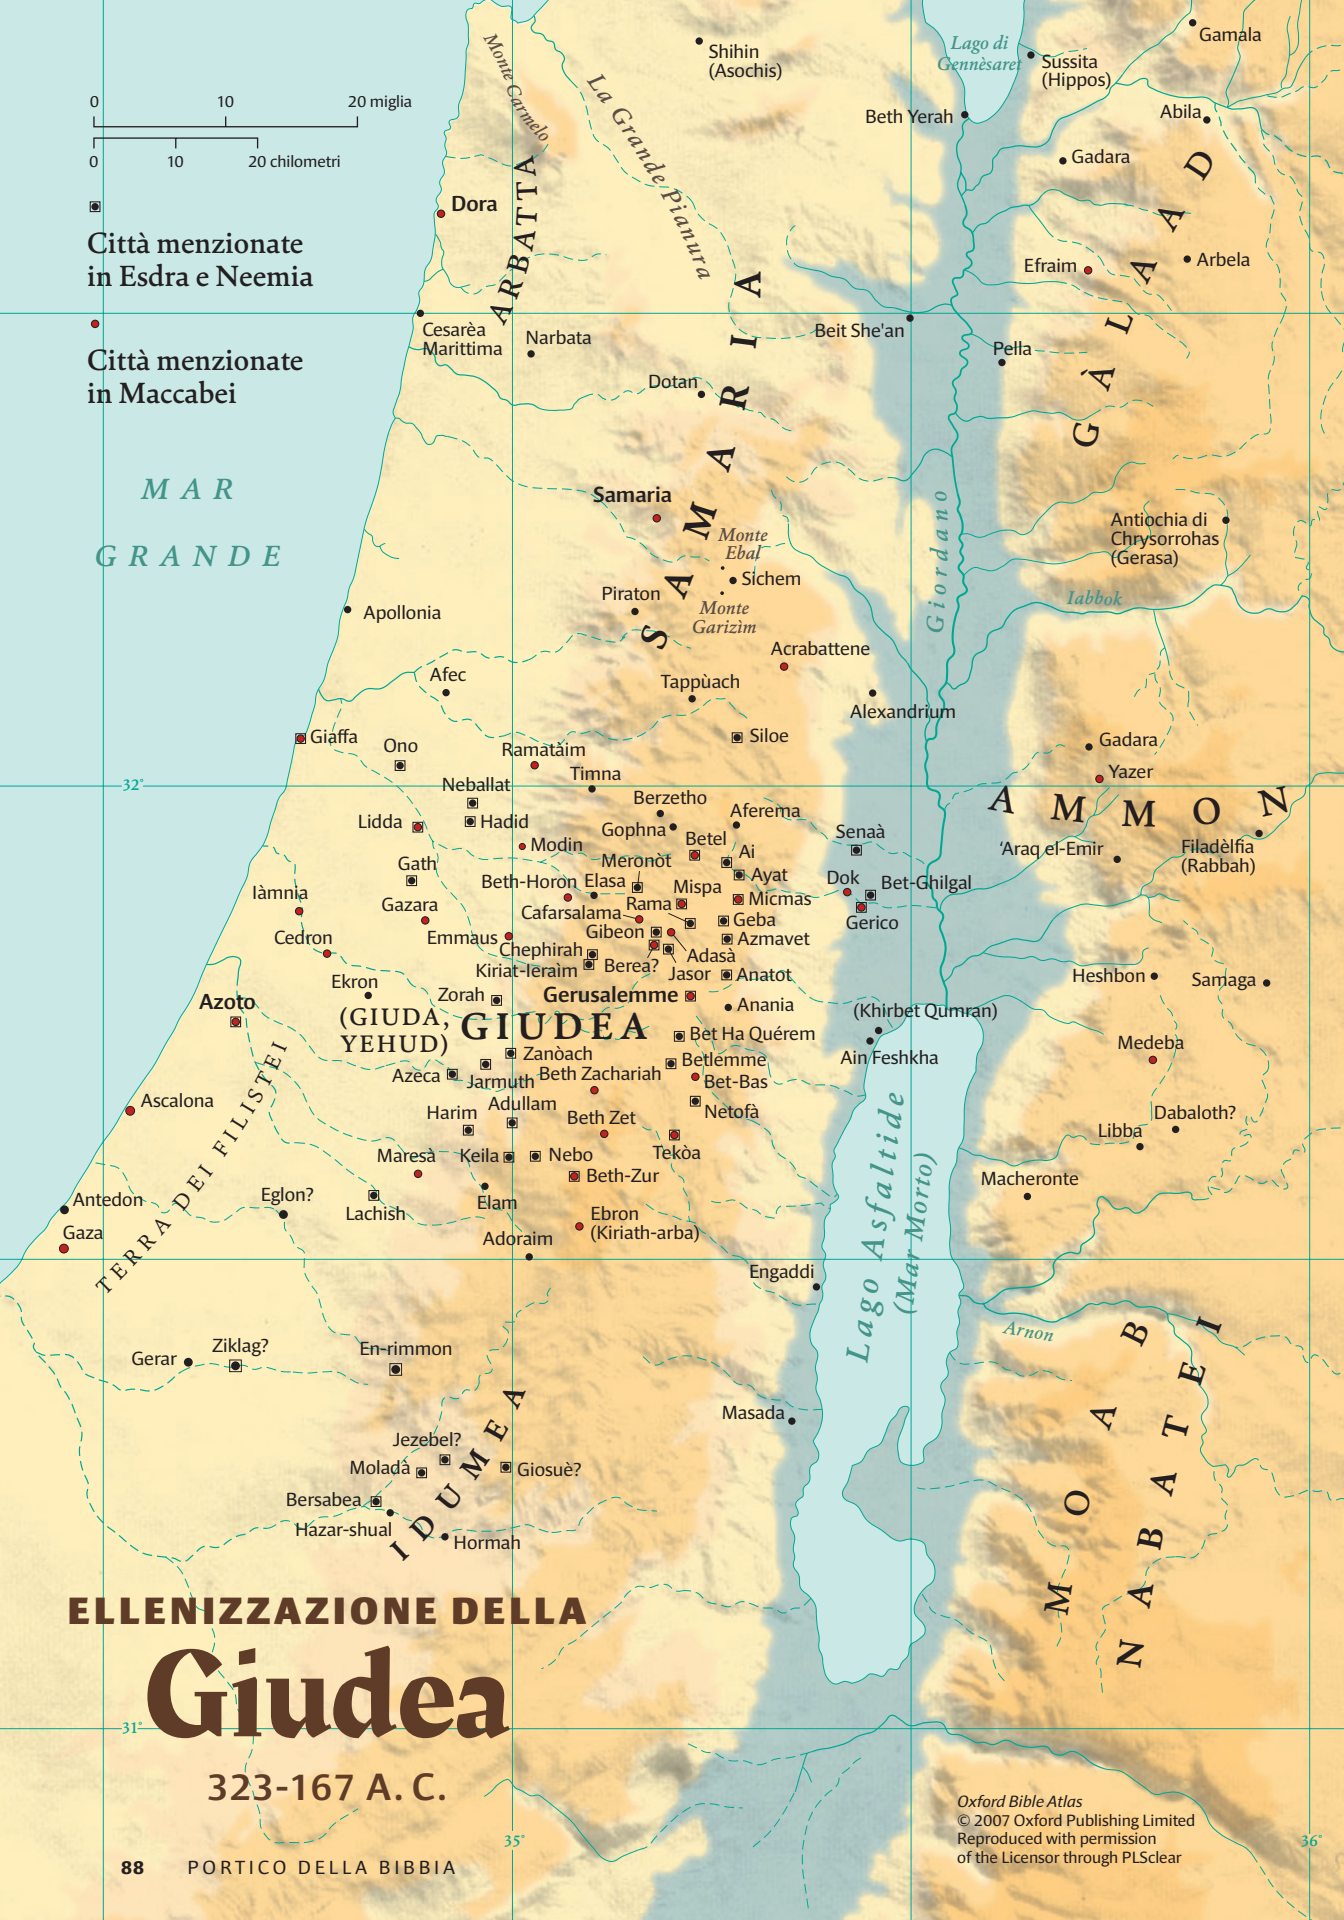 Shihin
(Asochis)
Lago di
Gennèsaret
Sussita
(Hippos)
Gamala
Monte Carmelo
La Grande Pianura
0 10 20 miglia
0 10 20 chilometri
Beth Yerah
Abila
Gadara
Città menzionate
in Esdra e Neemia
Dora
ARBATTA
GÀLAAD
Efraim
Arbela
Città menzionate
in Maccabei
Cesarèa
Marittima
Narbata
SAMARIA
Beit She'an
Pella
Dotan
MAR
GRANDE
Samaria
Giordano
Antiochia di
Chrysorrohas
(Gerasa)
Monte
Ebal
Sichem
Iabbok
Piraton
Monte
Garizìm
Apollonia
Acrabattene
Afec
Tappùach
Alexandrium
Giaffa
Ono
Siloe
Ramatàim
Gadara
Timna
Yazer
32°
Neballat
Berzetho
AMMON
Lidda
Hadid
Gophna
Aferema
Senaà
Modin
Betel
'Araq el-Emir
Filadèlfia
(Rabbah)
Gath
Meronòt
Ai
Beth-Horon
Elasa
Mispa
Ayat
Dok
Bet-Ghilgal
Iàmnia
Gazara
Cafarsalama
Rama
Micmas
Gerico
Cedron
Emmaus
Gibeon
Geba
Chephirah
Azmavet
Kiriat-Ieraìm
Berea?
Adasà
Jasor
Anatot
Heshbon
Samaga
Ekron
Zorah
Gerusalemme
Anania
Azoto
(GIUDA,
YEHUD)
GIUDEA
(Khirbet Qumran)
Bet Ha Quérem
Ain Feshkha
Medeba
Zanòach
Azeca
Jarmuth
Beth Zachariah
Betlemme
Bet-Bas
Ascalona
Harim
Adullam
Netofà
Beth Zet
Dabaloth?
Libba
TERRA DEI FILISTEI
Maresà
Keila
Nebo
Tekòa
Beth-Zur
Lago Asfaltide
(Mar Morto)
Macheronte
Antedon
Eglon?
Lachish
Elam
Gaza
Ebron
(Kiriath-arba)
Adoraim
Engaddi
Arnon
MOAB
NABATEI
Gerar
Ziklag?
En-rimmon
Masada
IDUMEA
Jezebel?
Moladà
Giosuè?
Bersabea
Hazar-shual
Hormah
ELLENIZZAZIONE DELLA
Giudea
31°
323-167 A. C.
Oxford Bible Atlas
© 2007 Oxford Publishing Limited
Reproduced with permission
of the Licensor through PLSclear
35°
36°
88 PORTICO DELLA BIBBIA